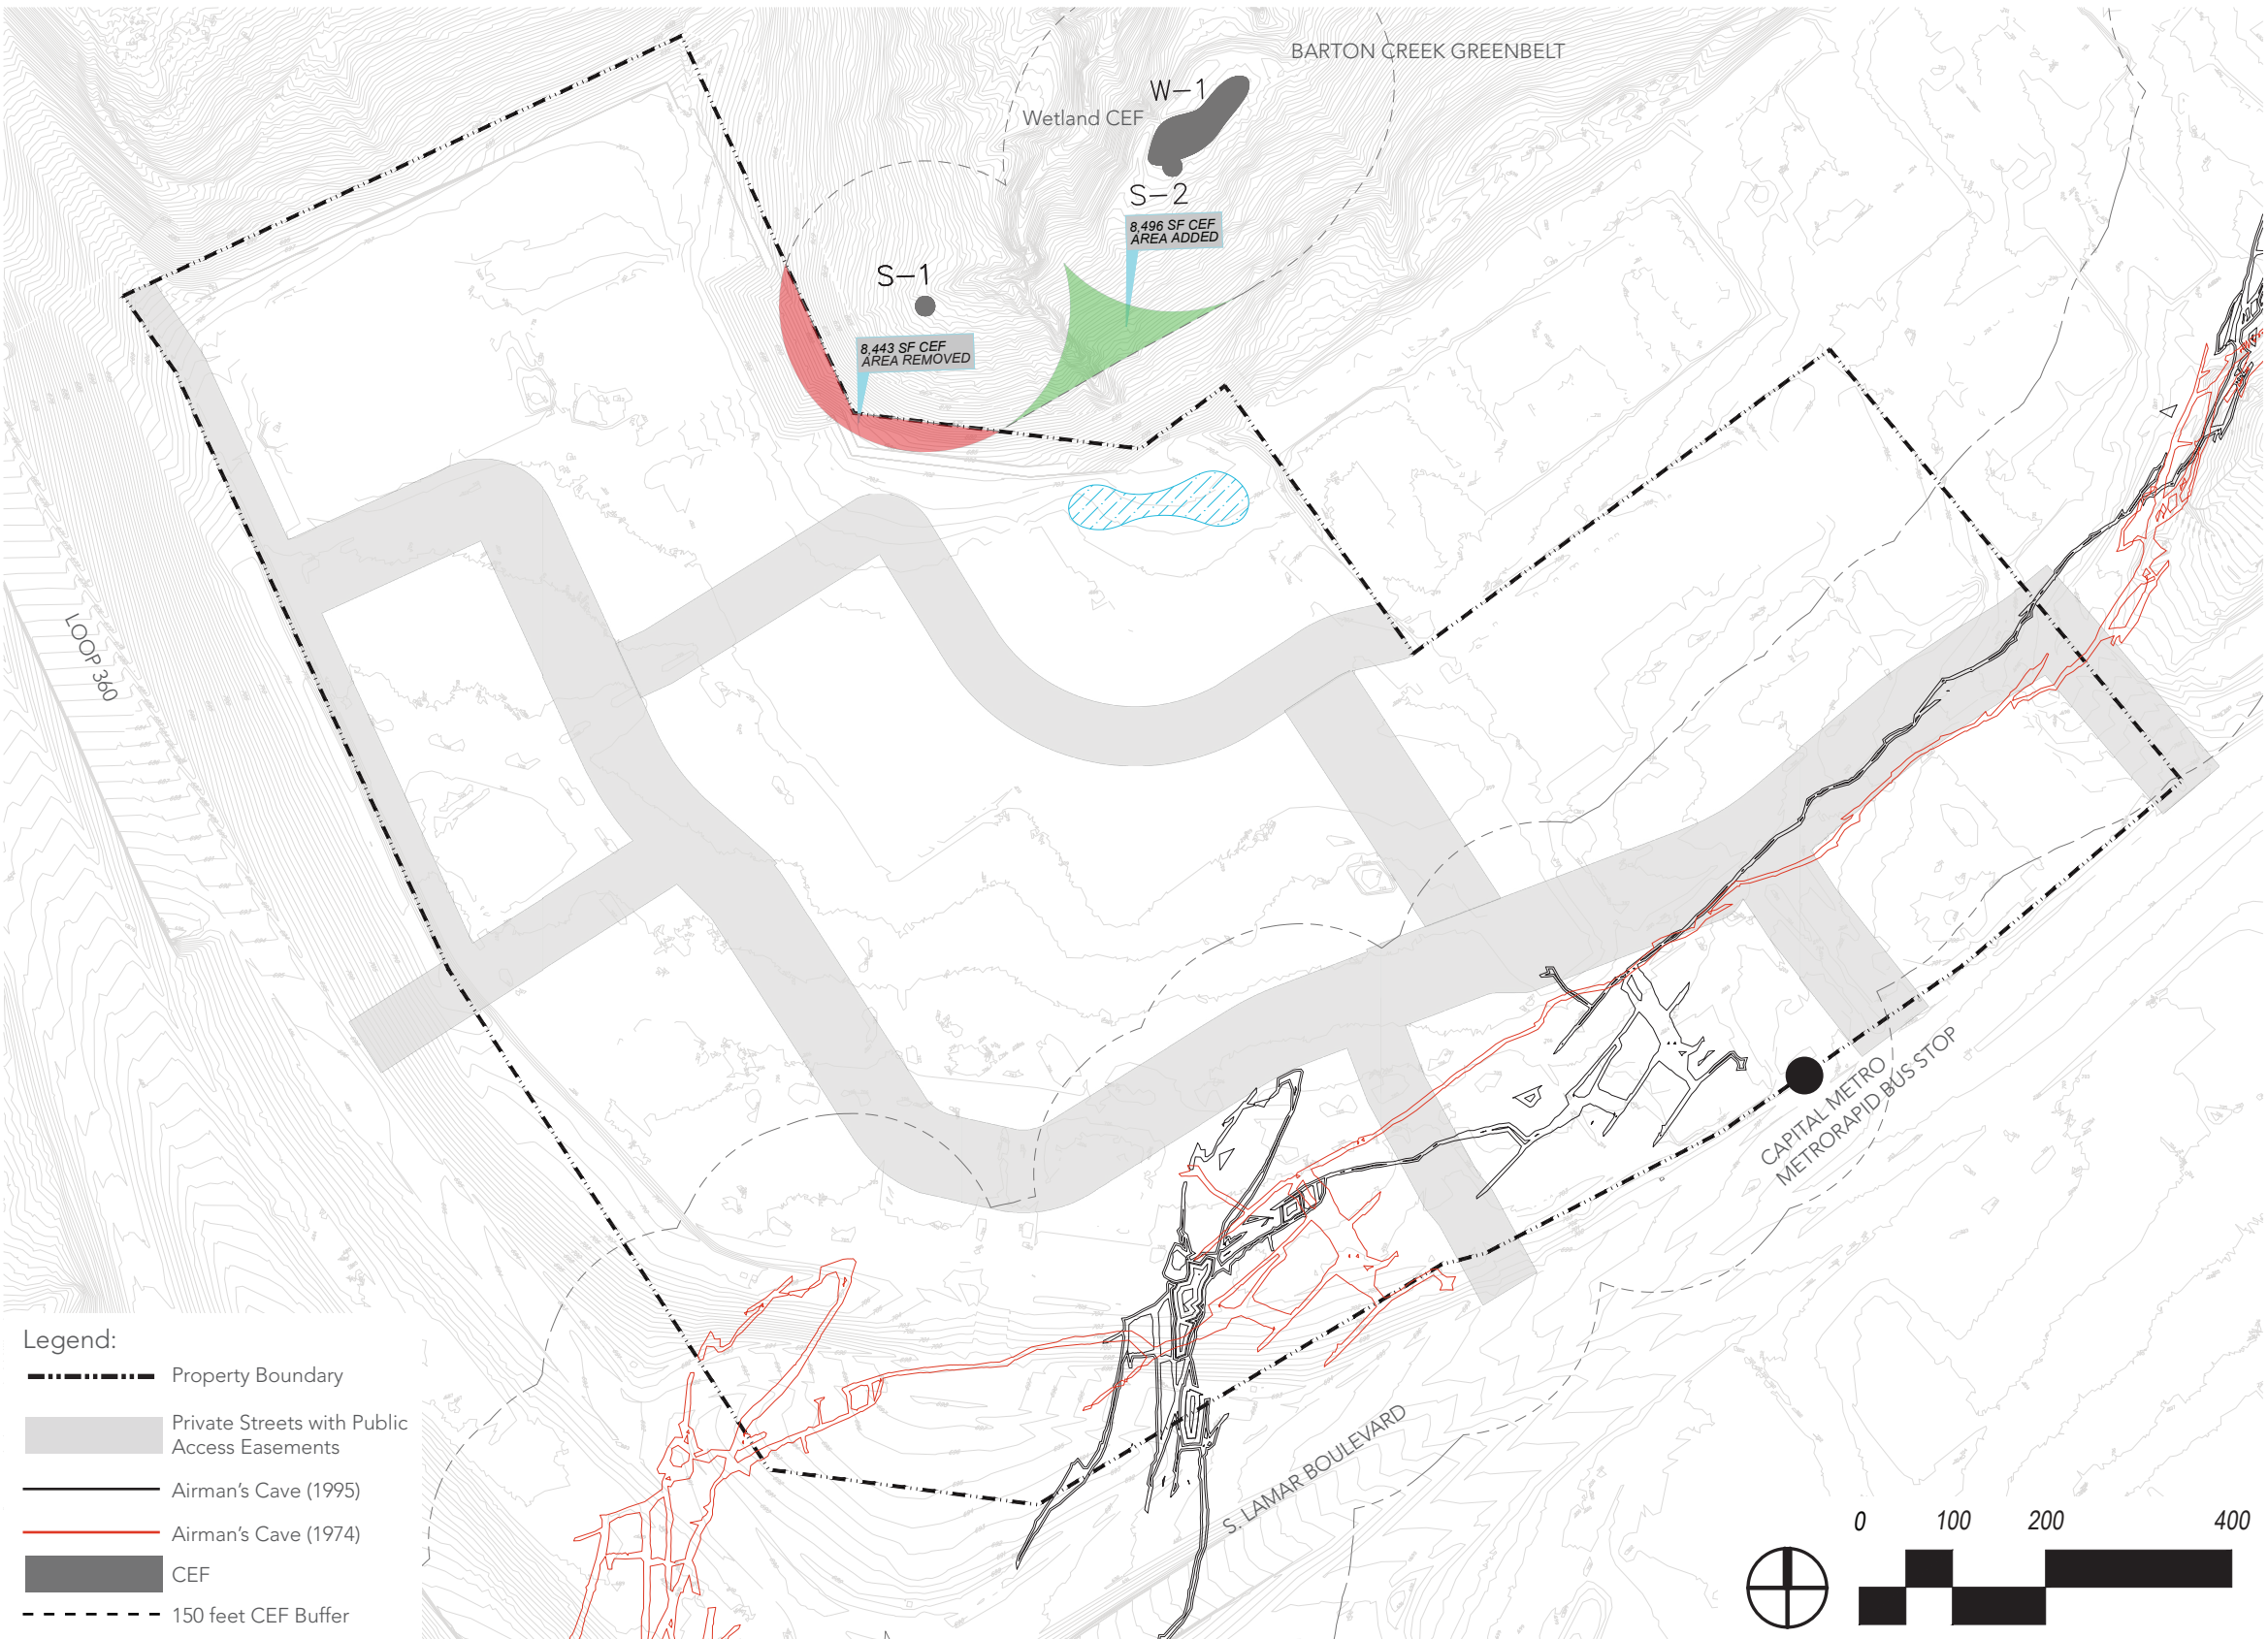 BARTON CREEK GREENBELT
W-1
Wetland CEF
S-2
8,496 SF CEF
AREA ADDED
S-1
8,443 SF CEF
AREA REMOVED
LOOP 360
CAPITAL METRO
METRORAPID BUS STOP
S. LAMAR BOULEVARD
Legend:
Property Boundary
Private Streets with Public
Access Easements
Airman's Cave (1995)
Airman's Cave (1974)
CEF
150 feet CEF Buffer
0 100 200 400